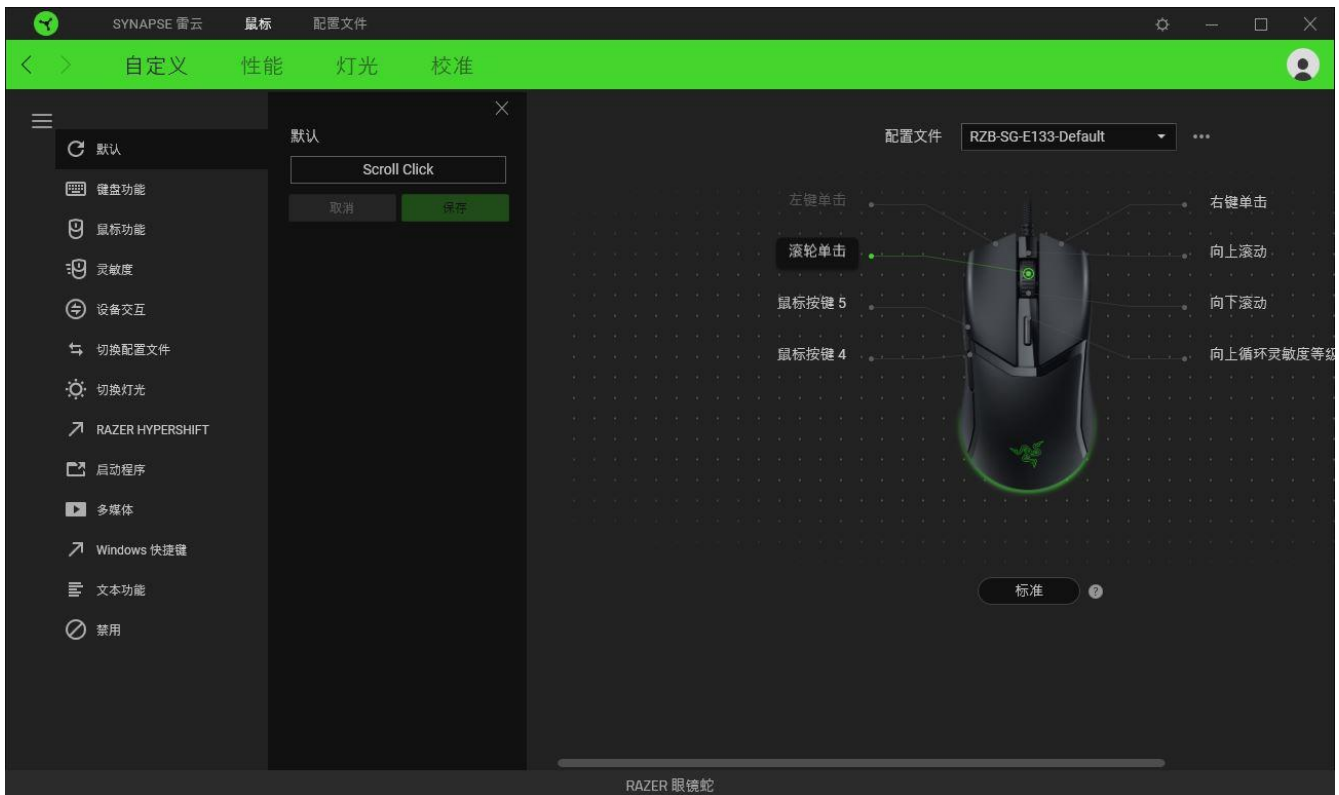 SYNAPSE 雷云 鼠标 配置文件
自定义 性能 灯光 校准
默认
键盘功能
鼠标功能
灵敏度
设备交互
切换配置文件
切换灯光
RAZER HYPERSHIFT
启动程序
多媒体
Windows 快捷键
文本功能
禁用
默认
Scroll Click
取消 保存
配置文件 RZB-SG-E133-Default
左键单击
滚轮单击
鼠标按键 5
鼠标按键 4
右键单击
向上滚动
向下滚动
向上循环灵敏度等级
标准
RAZER 眼镜蛇